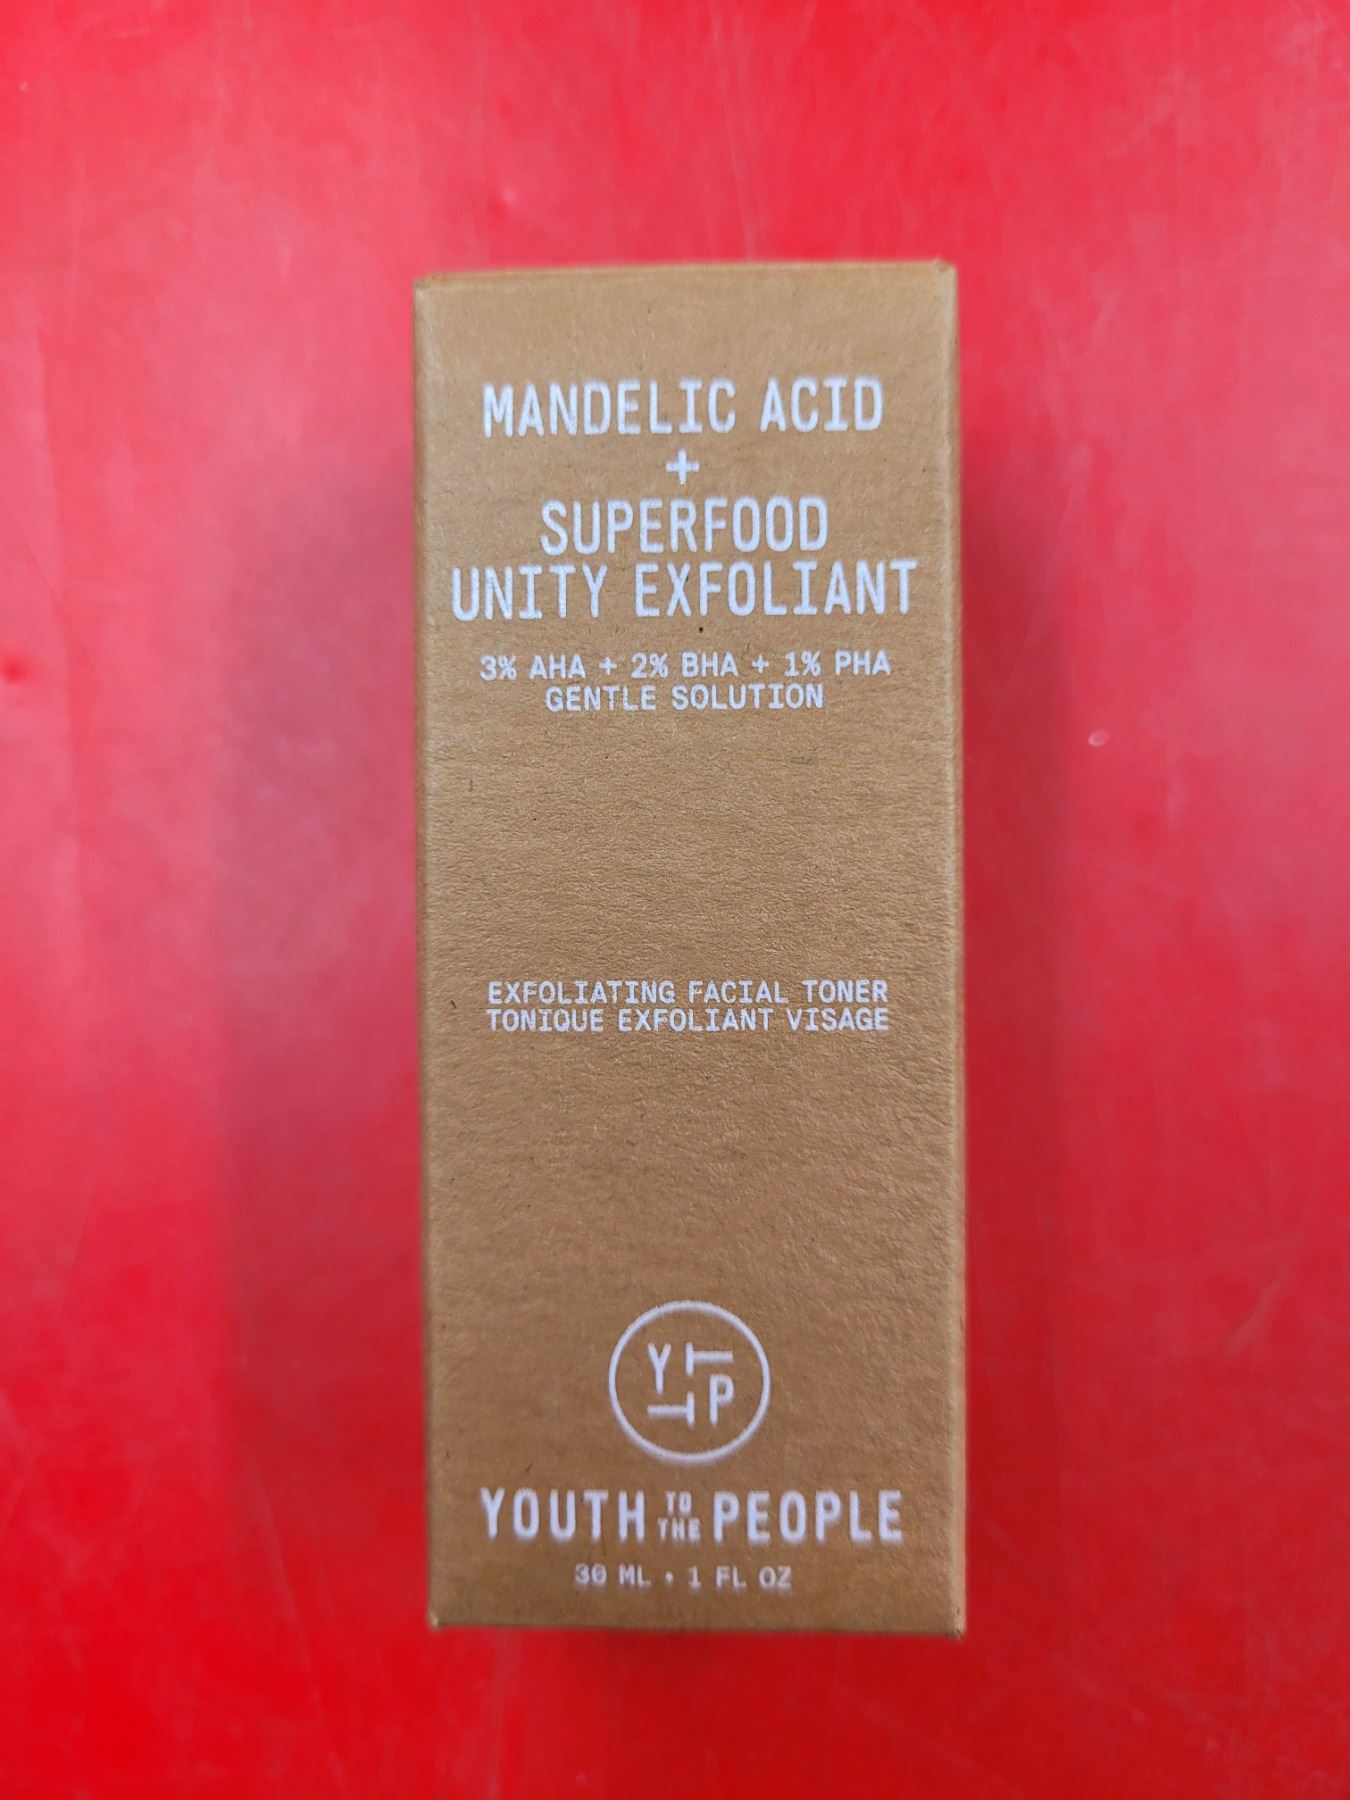 MANDELIC ACID
+
SUPERFOOD
UNITY EXFOLIANT
3% AHA + 2% BHA + 1% PHA
GENTLE SOLUTION
EXFOLIATING FACIAL TONER
TONIQUE EXFOLIANT VISAGE
YTTP
YOUTH TO THE PEOPLE
30 ML • 1 FL OZ